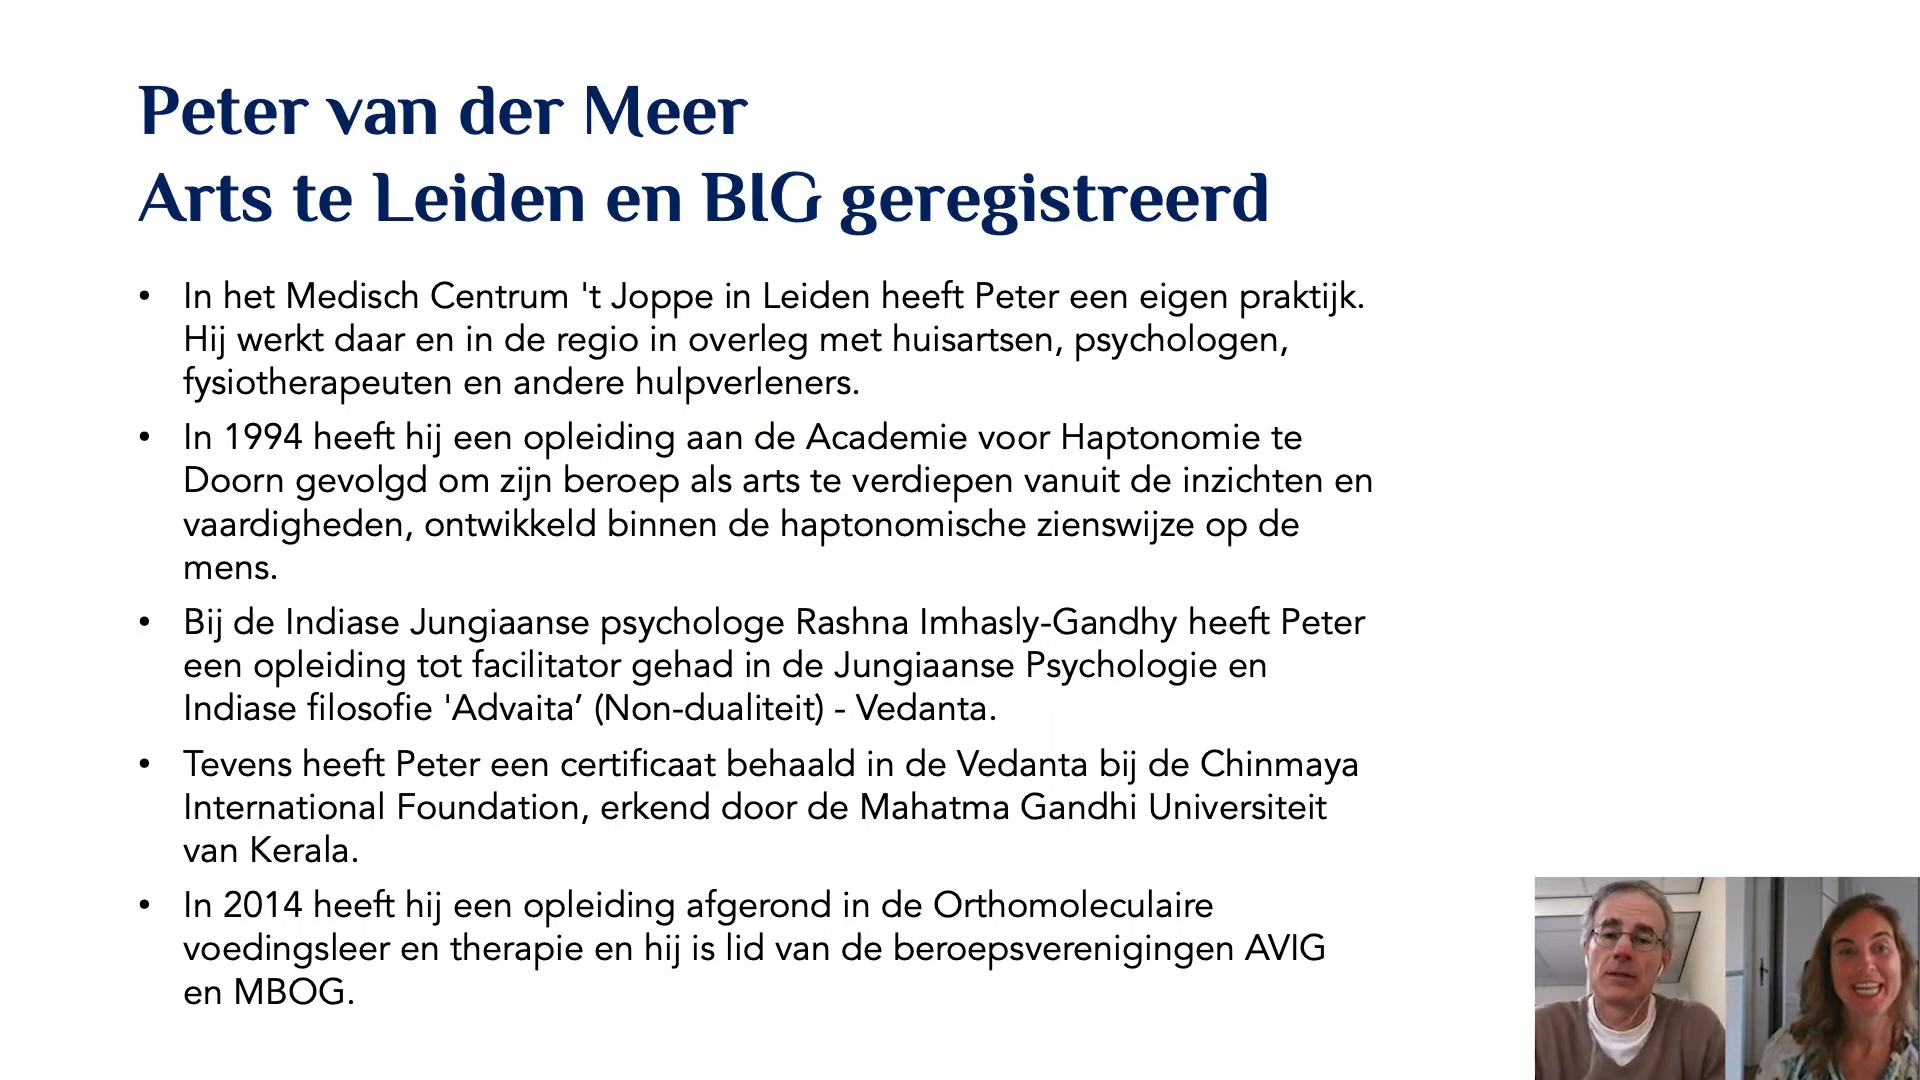 Peter van der Meer
Arts te Leiden en BIG geregistreerd
• In het Medisch Centrum 't Joppe in Leiden heeft Peter een eigen praktijk.
Hij werkt daar en in de regio in overleg met huisartsen, psychologen,
fysiotherapeuten en andere hulpverleners.
• In 1994 heeft hij een opleiding aan de Academie voor Haptonomie te
Doorn gevolgd om zijn beroep als arts te verdiepen vanuit de inzichten en
vaardigheden, ontwikkeld binnen de haptonomische zienswijze op de
mens.
• Bij de Indiase Jungiaanse psychologe Rashna Imhasly-Gandhy heeft Peter
een opleiding tot facilitator gehad in de Jungiaanse Psychologie en
Indiase filosofie 'Advaita’ (Non-dualiteit) - Vedanta.
• Tevens heeft Peter een certificaat behaald in de Vedanta bij de Chinmaya
International Foundation, erkend door de Mahatma Gandhi Universiteit
van Kerala.
• In 2014 heeft hij een opleiding afgerond in de Orthomoleculaire
voedingsleer en therapie en hij is lid van de beroepsverenigingen AVIG
en MBOG.